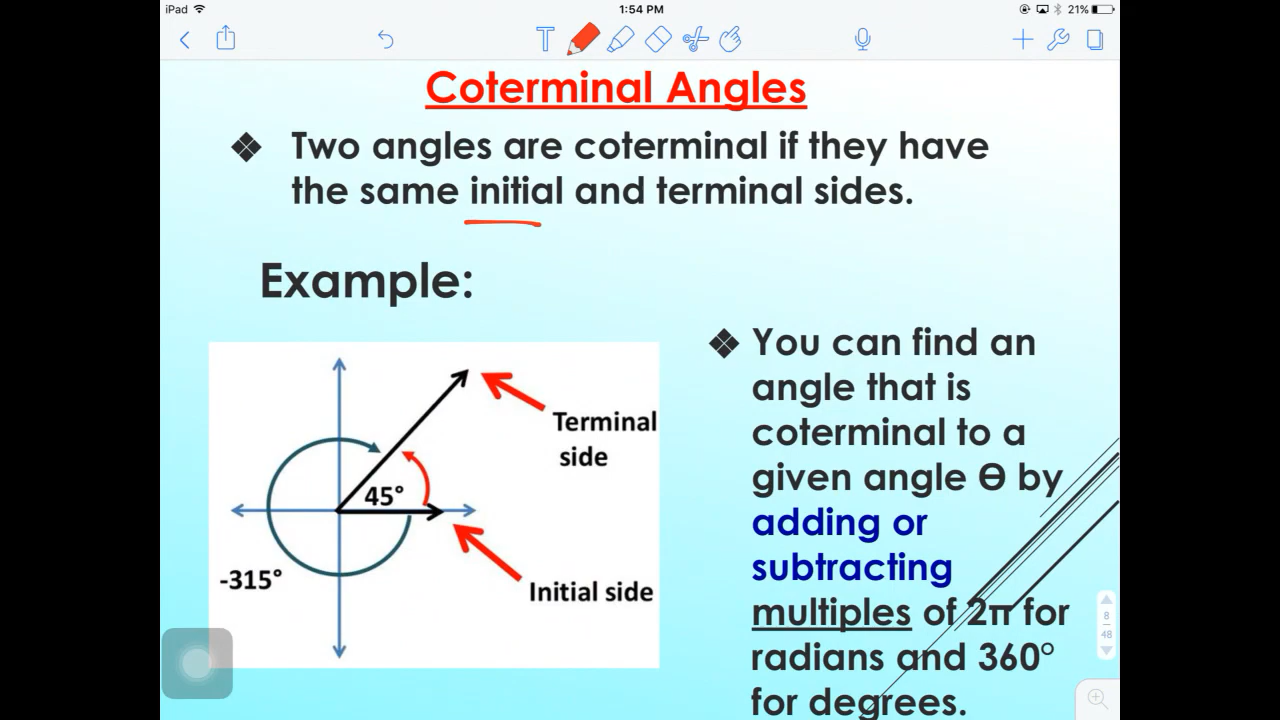 iPad 1:54 PM 21%
T
Coterminal Angles
❖ Two angles are coterminal if they have
the same initial and terminal sides.
Example:
❖ You can find an
angle that is
coterminal to a
given angle Ɵ by
adding or
subtracting
multiples of 2π for
radians and 360°
for degrees.
Terminal
side
45°
-315°
Initial side
8
48